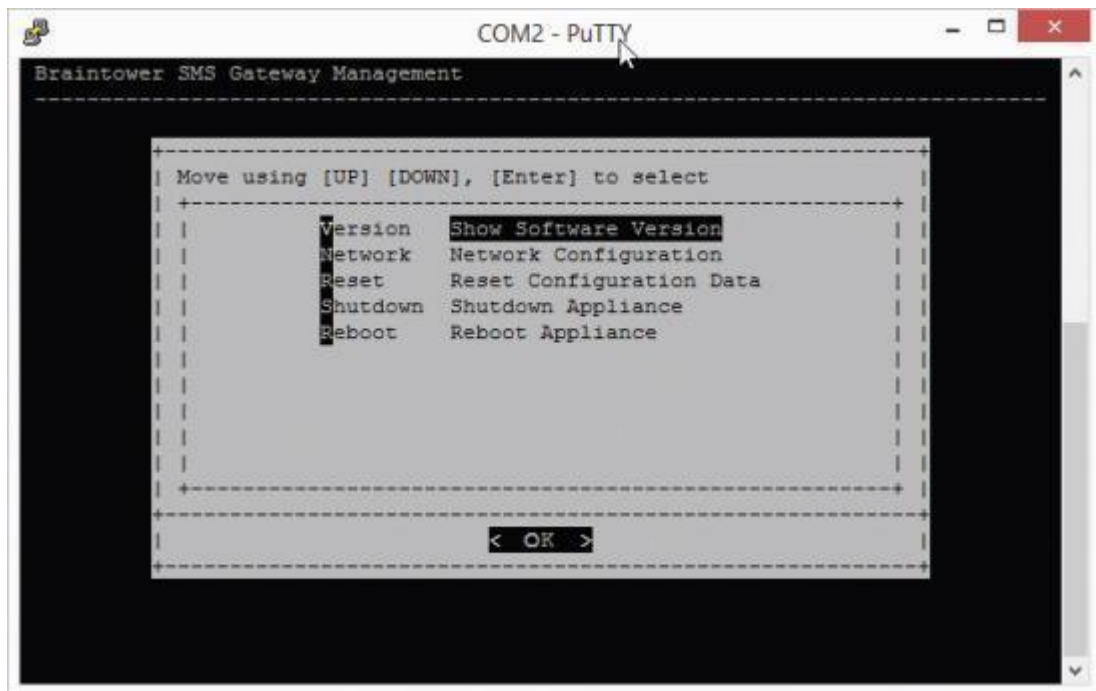 COM2 - PuTTY
Braintower SMS Gateway Management
Move using [UP] [DOWN], [Enter] to select
Version Show Software Version
Network Network Configuration
Reset Reset Configuration Data
Shutdown Shutdown Appliance
Reboot Reboot Appliance
< OK >